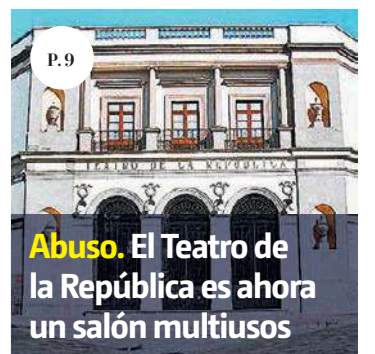 P. 9
TEATRO DE LA REPÚBLICA
Abuso. El Teatro de
la República es ahora
un salón multiusos